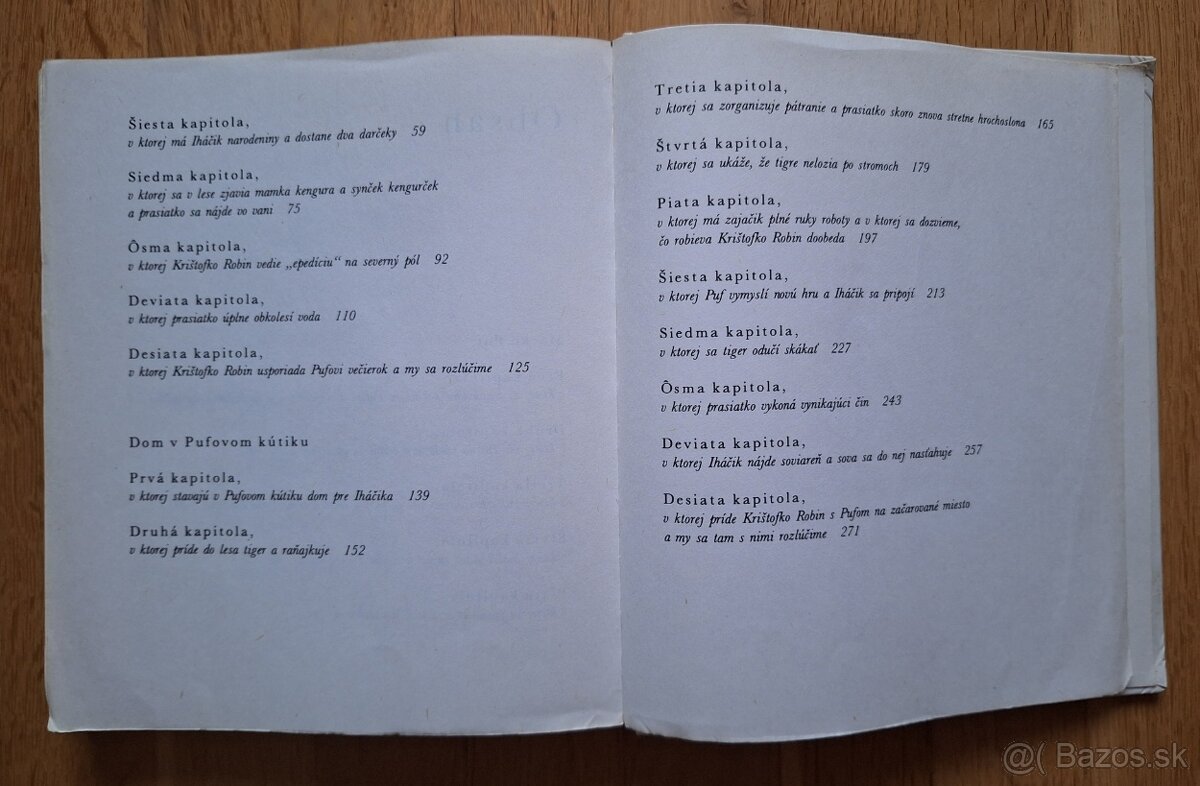 Šiesta kapitola,
v ktorej má Iháčik narodeniny a dostane dva darčeky 59
Siedma kapitola,
v ktorej sa v lese zjavia mamka kengura a synček kengurček
a prasiatko sa nájde vo vani 75
Ôsma kapitola,
v ktorej Krištofko Robin vedie „epedíciu“ na severný pól 92
Deviata kapitola,
v ktorej prasiatko úplne obkolesí voda 110
Desiata kapitola,
v ktorej Krištofko Robin usporiada Pufovi večierok a my sa rozlúčime 125
Dom v Pufovom kútiku
Prvá kapitola,
v ktorej stavajú v Pufovom kútiku dom pre Iháčika 139
Druhá kapitola,
v ktorej príde do lesa tiger a raňajkuje 152
Tretia kapitola,
v ktorej sa zorganizuje pátranie a prasiatko skoro znova stretne hrochoslona 165
Štvrtá kapitola,
v ktorej sa ukáže, že tigre nelozia po stromoch 179
Piata kapitola,
v ktorej má zajačik plné ruky roboty a v ktorej sa dozvieme,
čo robieva Krištofko Robin doobeda 197
Šiesta kapitola,
v ktorej Puf vymyslí novú hru a Iháčik sa pripojí 213
Siedma kapitola,
v ktorej sa tiger odučí skákať 227
Ôsma kapitola,
v ktorej prasiatko vykoná vynikajúci čin 243
Deviata kapitola,
v ktorej Iháčik nájde soviareň a sova sa do nej nasťahuje 257
Desiata kapitola,
v ktorej príde Krištofko Robin s Pufom na začarované miesto
a my sa tam s nimi rozlúčime 271
@( Bazos.sk